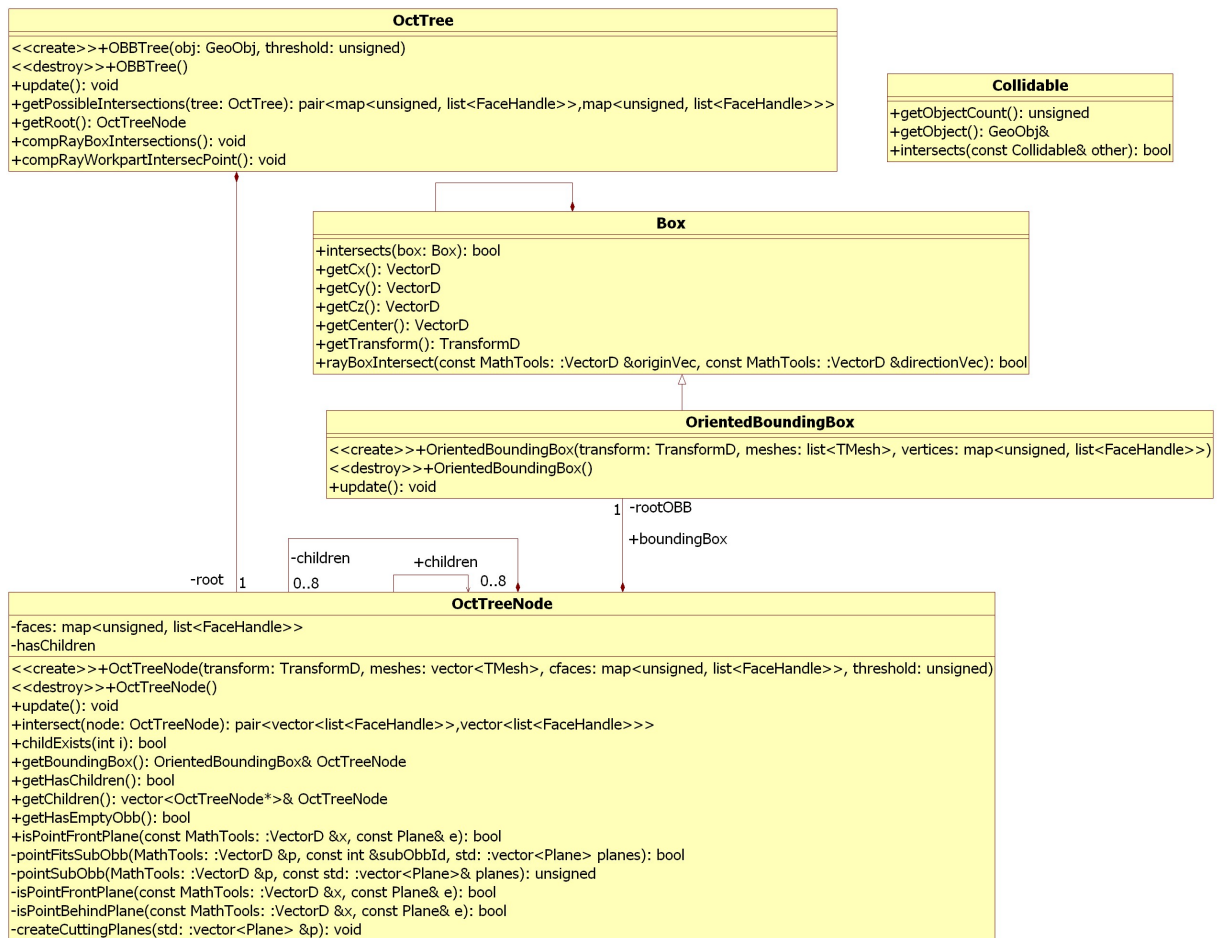 OctTree
<<create>>+OBBTree(obj: GeoObj, threshold: unsigned)
<<destroy>>+OBBTree()
+update(): void
+getPossibleIntersections(tree: OctTree): pair<map<unsigned, list<FaceHandle>>,map<unsigned, list<FaceHandle>>>
+getRoot(): OctTreeNode
+compRayBoxIntersections(): void
+compRayWorkpartIntersecPoint(): void
Collidable
+getObjectCount(): unsigned
+getObject(): GeoObj&
+intersects(const Collidable& other): bool
Box
+intersects(box: Box): bool
+getCx(): VectorD
+getCy(): VectorD
+getCz(): VectorD
+getCenter(): VectorD
+getTransform(): TransformD
+rayBoxIntersect(const MathTools: :VectorD &originVec, const MathTools: :VectorD &directionVec): bool
OrientedBoundingBox
<<create>>+OrientedBoundingBox(transform: TransformD, meshes: list<TMesh>, vertices: map<unsigned, list<FaceHandle>>)
<<destroy>>+OrientedBoundingBox()
+update(): void
1 -rootOBB
+boundingBox
-children
+children
-root 1
0..8
0..8
OctTreeNode
-faces: map<unsigned, list<FaceHandle>>
-hasChildren
<<create>>+OctTreeNode(transform: TransformD, meshes: vector<TMesh>, cfaces: map<unsigned, list<FaceHandle>>, threshold: unsigned)
<<destroy>>+OctTreeNode()
+update(): void
+intersect(node: OctTreeNode): pair<vector<list<FaceHandle>>,vector<list<FaceHandle>>>
+childExists(int i): bool
+getBoundingBox(): OrientedBoundingBox& OctTreeNode
+getHasChildren(): bool
+getChildren(): vector<OctTreeNode*>& OctTreeNode
+getHasEmptyObb(): bool
+isPointFrontPlane(const MathTools: :VectorD &x, const Plane& e): bool
-pointFitsSubObb(MathTools: :VectorD &p, const int &subObbId, std: :vector<Plane> planes): bool
-pointSubObb(MathTools: :VectorD &p, const std: :vector<Plane>& planes): unsigned
-isPointFrontPlane(const MathTools: :VectorD &x, const Plane& e): bool
-isPointBehindPlane(const MathTools: :VectorD &x, const Plane& e): bool
-createCuttingPlanes(std: :vector<Plane> &p): void